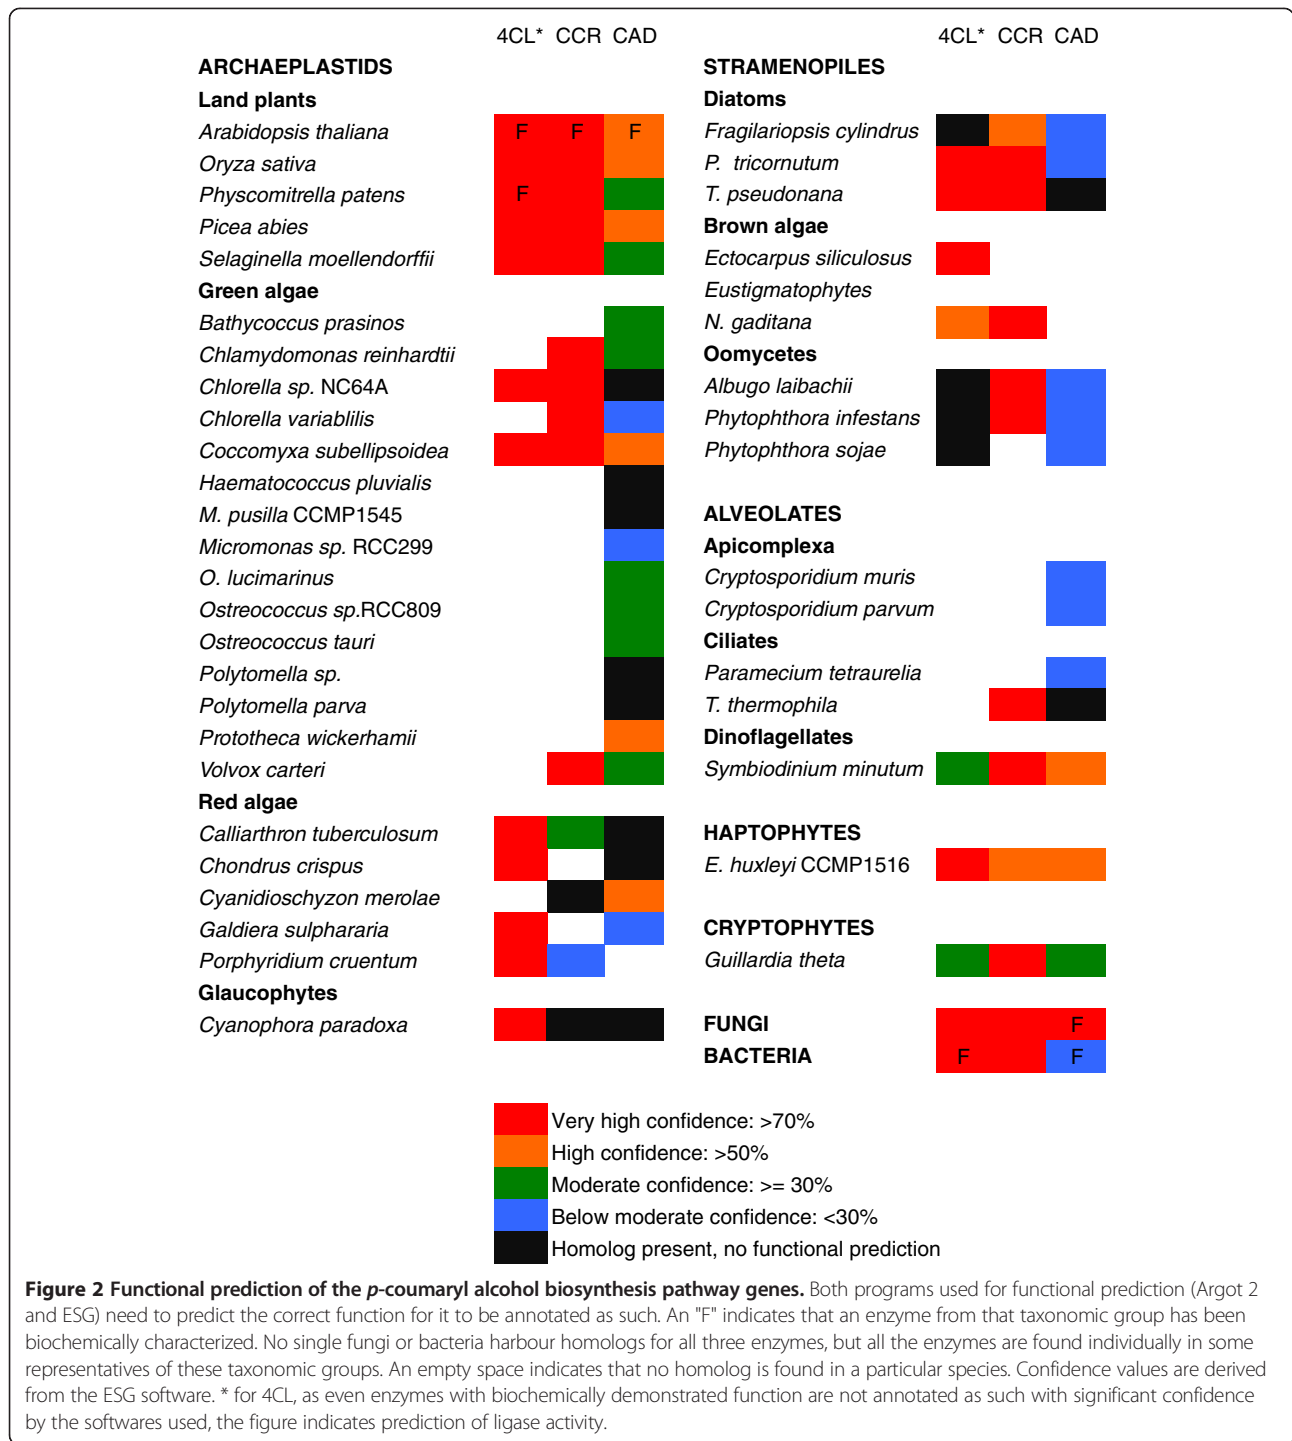 4CL* CCR CAD
ARCHAEPLASTIDS
Land plants
Arabidopsis thaliana F F F
Oryza sativa
Physcomitrella patens F
Picea abies
Selaginella moellendorffii
Green algae
Bathycoccus prasinos
Chlamydomonas reinhardtii
Chlorella sp. NC64A
Chlorella variablilis
Coccomyxa subellipsoidea
Haematococcus pluvialis
M. pusilla CCMP1545
Micromonas sp. RCC299
O. lucimarinus
Ostreococcus sp.RCC809
Ostreococcus tauri
Polytomella sp.
Polytomella parva
Prototheca wickerhamii
Volvox carteri
Red algae
Calliarthron tuberculosum
Chondrus crispus
Cyanidioschyzon merolae
Galdiera sulphararia
Porphyridium cruentum
Glaucophytes
Cyanophora paradoxa
4CL* CCR CAD
STRAMENOPILES
Diatoms
Fragilariopsis cylindrus
P. tricornutum
T. pseudonana
Brown algae
Ectocarpus siliculosus
Eustigmatophytes
N. gaditana
Oomycetes
Albugo laibachii
Phytophthora infestans
Phytophthora sojae
ALVEOLATES
Apicomplexa
Cryptosporidium muris
Cryptosporidium parvum
Ciliates
Paramecium tetraurelia
T. thermophila
Dinoflagellates
Symbiodinium minutum
HAPTOPHYTES
E. huxleyi CCMP1516
CRYPTOPHYTES
Guillardia theta
FUNGI F
BACTERIA F F
Very high confidence: >70%
High confidence: >50%
Moderate confidence: >= 30%
Below moderate confidence: <30%
Homolog present, no functional prediction
Figure 2 Functional prediction of the p-coumaryl alcohol biosynthesis pathway genes. Both programs used for functional prediction (Argot 2
and ESG) need to predict the correct function for it to be annotated as such. An "F" indicates that an enzyme from that taxonomic group has been
biochemically characterized. No single fungi or bacteria harbour homologs for all three enzymes, but all the enzymes are found individually in some
representatives of these taxonomic groups. An empty space indicates that no homolog is found in a particular species. Confidence values are derived
from the ESG software. * for 4CL, as even enzymes with biochemically demonstrated function are not annotated as such with significant confidence
by the softwares used, the figure indicates prediction of ligase activity.